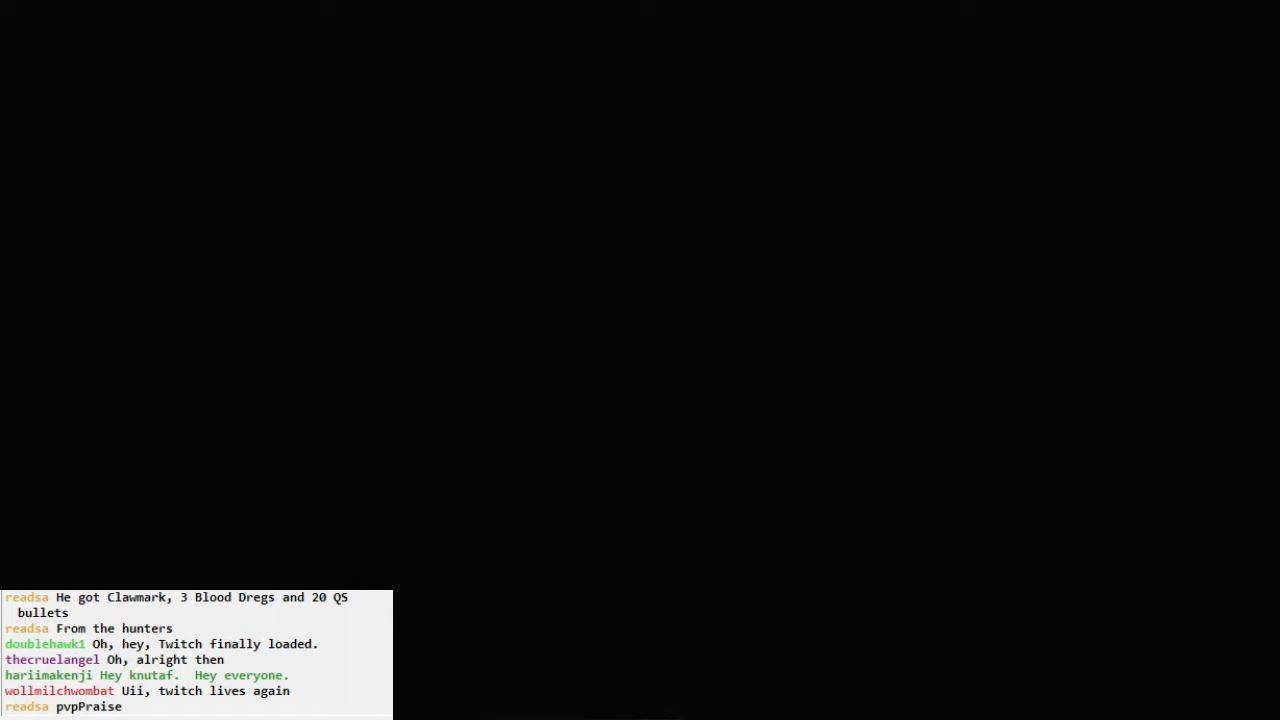 readsa He got Clawmark, 3 Blood Dregs and 20 QS
bullets
readsa From the hunters
doublehawk1 Oh, hey, Twitch finally loaded.
thecruelangel Oh, alright then
hariimakenji Hey knutaf.  Hey everyone.
wollmilchwombat Uii, twitch lives again
readsa pvpPraise